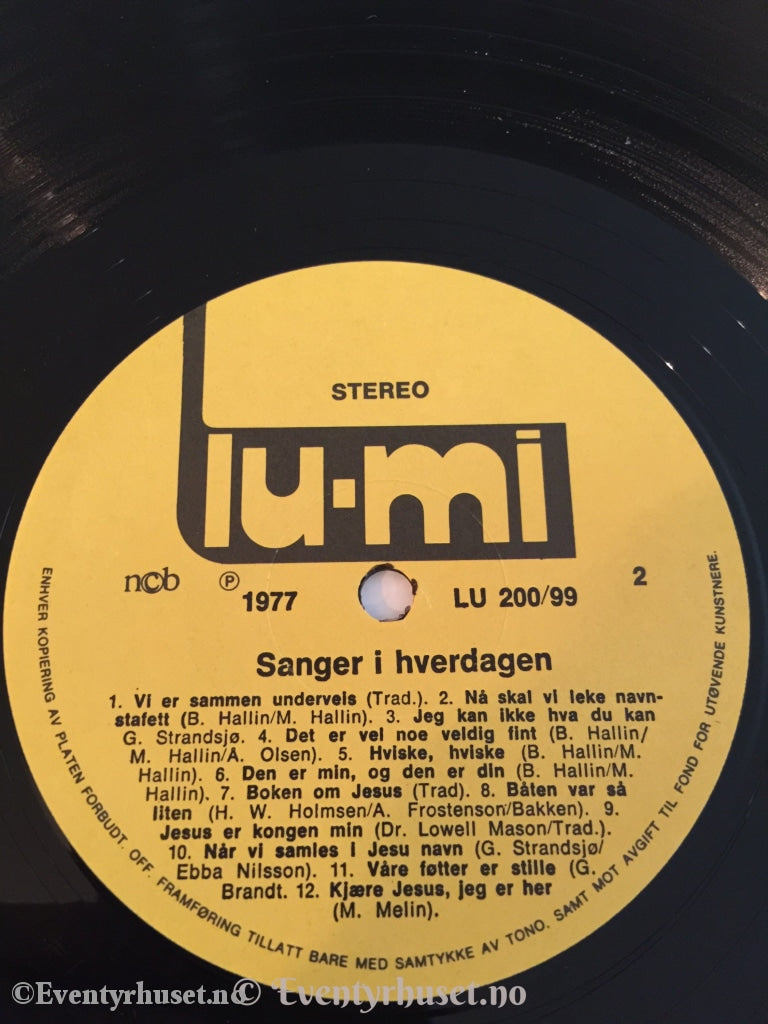 STEREO
lu-mi
ncb ℗ 1977 LU 200/99 2
Sanger i hverdagen
1. Vi er sammen underveis (Trad.). 2. Nå skal vi leke navn-
stafett (B. Hallin/M. Hallin). 3. Jeg kan ikke hva du kan
G. Strandsjø. 4. Det er vel noe veldig fint (B. Hallin/
M. Hallin/A. Olsen). 5. Hviske, hviske (B. Hallin/M.
Hallin). 6. Den er min, og den er din (B. Hallin/M.
Hallin). 7. Boken om Jesus (Trad). 8. Båten var så
liten (H. W. Holmsen/A. Frostenson/Bakken). 9.
Jesus er kongen min (Dr. Lowell Mason/Trad.).
10. Når vi samles i Jesu navn (G. Strandsjø/
Ebba Nilsson). 11. Våre føtter er stille (G.
Brandt. 12. Kjære Jesus, jeg er her
(M. Melin).
ENHVER KOPIERING AV PLATEN FORBUDT. OFF. FRAMFØRING TILLATT BARE MED SAMTYKKE AV TONO, SAMT MOT AVGIFT TIL FOND FOR UTØVENDE KUNSTNERE.
©Eventyrhuset.no © Eventyrhuset.no